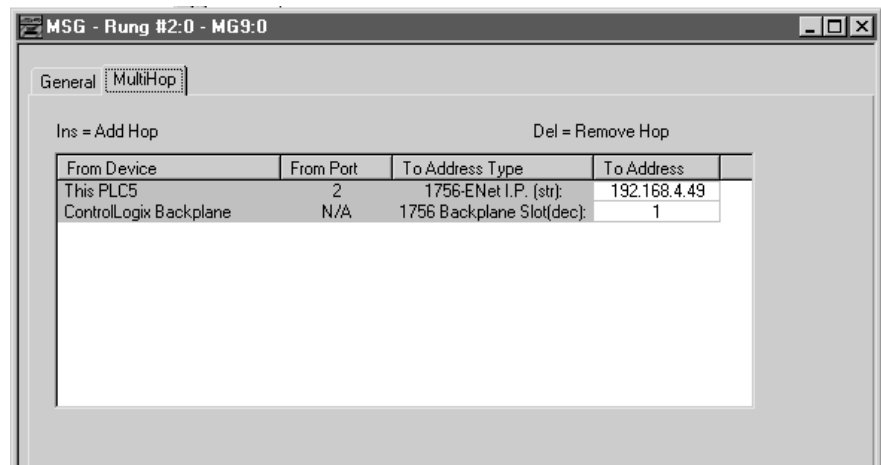 MSG - Rung #2:0 - MG9:0
General MultiHop
Ins = Add Hop Del = Remove Hop
From Device From Port To Address Type To Address
This PLC5 2 1756-ENet I.P. (str): 192.168.4.49
ControlLogix Backplane N/A 1756 Backplane Slot(dec): 1